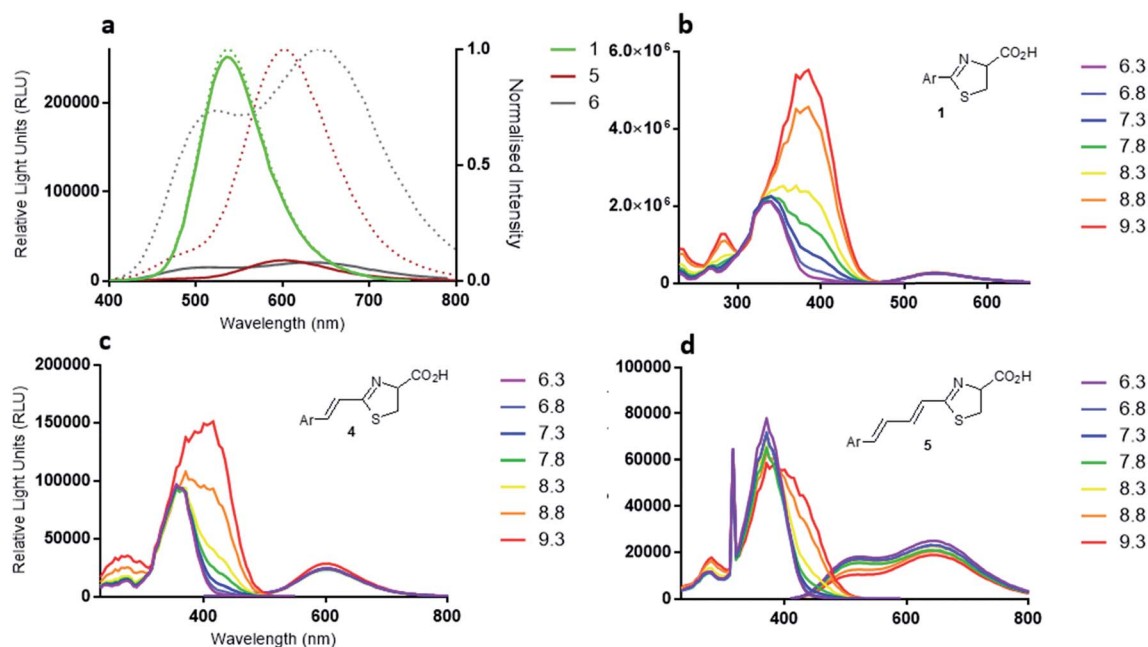 a
Relative Light Units (RLU)
200000
100000
0
400 500 600 700 800
Wavelength (nm)
1.0
0.5
0.0
Normalised Intensity
1
5
6
b
6.0×10⁶
4.0×10⁶
2.0×10⁶
0
300 400 500 600
N
CO₂H
Ar
S
1
6.3
6.8
7.3
7.8
8.3
8.8
9.3
c
Relative Light Units (RLU)
200000
150000
100000
50000
0
400 600 800
Wavelength (nm)
N
CO₂H
Ar
S
4
6.3
6.8
7.3
7.8
8.3
8.8
9.3
d
100000
80000
60000
40000
20000
0
400 600 800
N
CO₂H
S
Ar
5
6.3
6.8
7.3
7.8
8.3
8.8
9.3